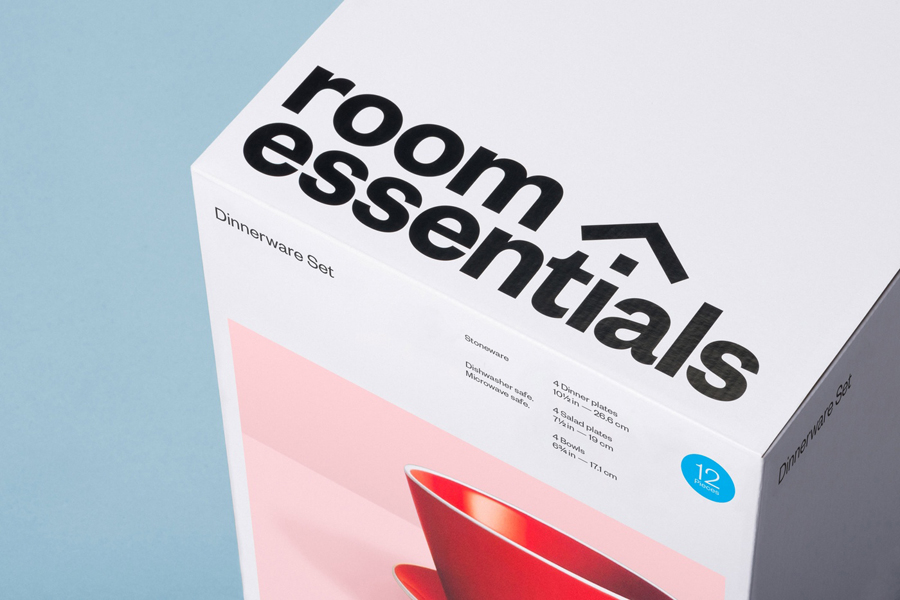 room
essentials
Dinnerware Set
Stoneware
Dishwasher safe.
Microwave safe.
4 Dinner plates
10½ in — 26.6 cm
4 Salad plates
7½ in — 19 cm
4 Bowls
6¾ in — 17.1 cm
12
Pieces
Dinnerware Set